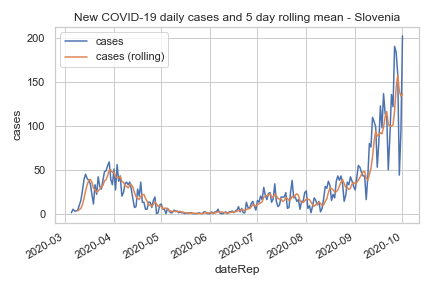 New COVID-19 daily cases and 5 day rolling mean - Slovenia
cases
cases (rolling)
200
150
100
50
0
cases
2020-03
2020-04
2020-05
2020-06
2020-07
2020-08
2020-09
2020-10
dateRep